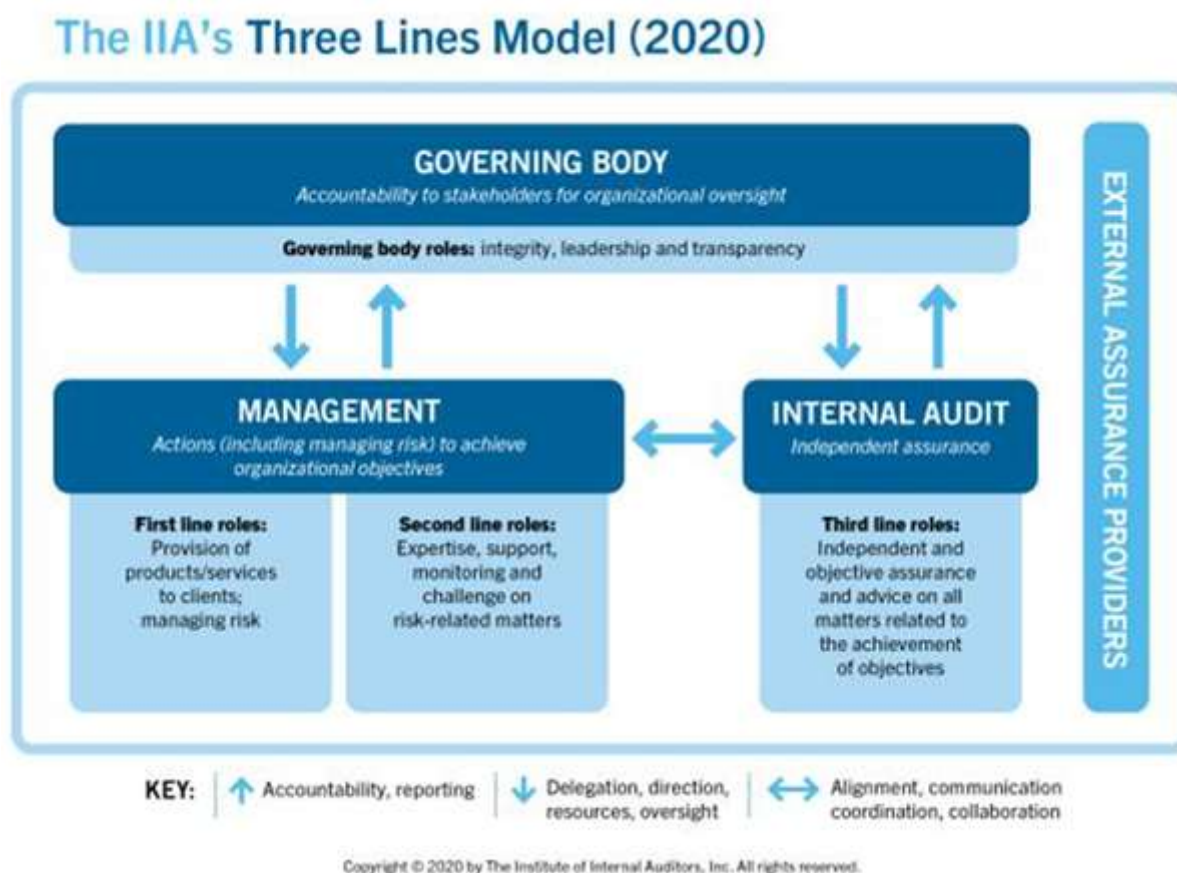 The IIA's Three Lines Model (2020)
GOVERNING BODY
Accountability to stakeholders for organizational oversight
Governing body roles: integrity, leadership and transparency
MANAGEMENT
Actions (including managing risk) to achieve
organizational objectives
First line roles:
Provision of
products/services
to clients;
managing risk
Second line roles:
Expertise, support,
monitoring and
challenge on
risk-related matters
INTERNAL AUDIT
Independent assurance
Third line roles:
Independent and
objective assurance
and advice on all
matters related to
the achievement
of objectives
EXTERNAL ASSURANCE PROVIDERS
KEY:
Accountability, reporting
Delegation, direction,
resources, oversight
Alignment, communication
coordination, collaboration
Copyright © 2020 by The Institute of Internal Auditors, Inc. All rights reserved.